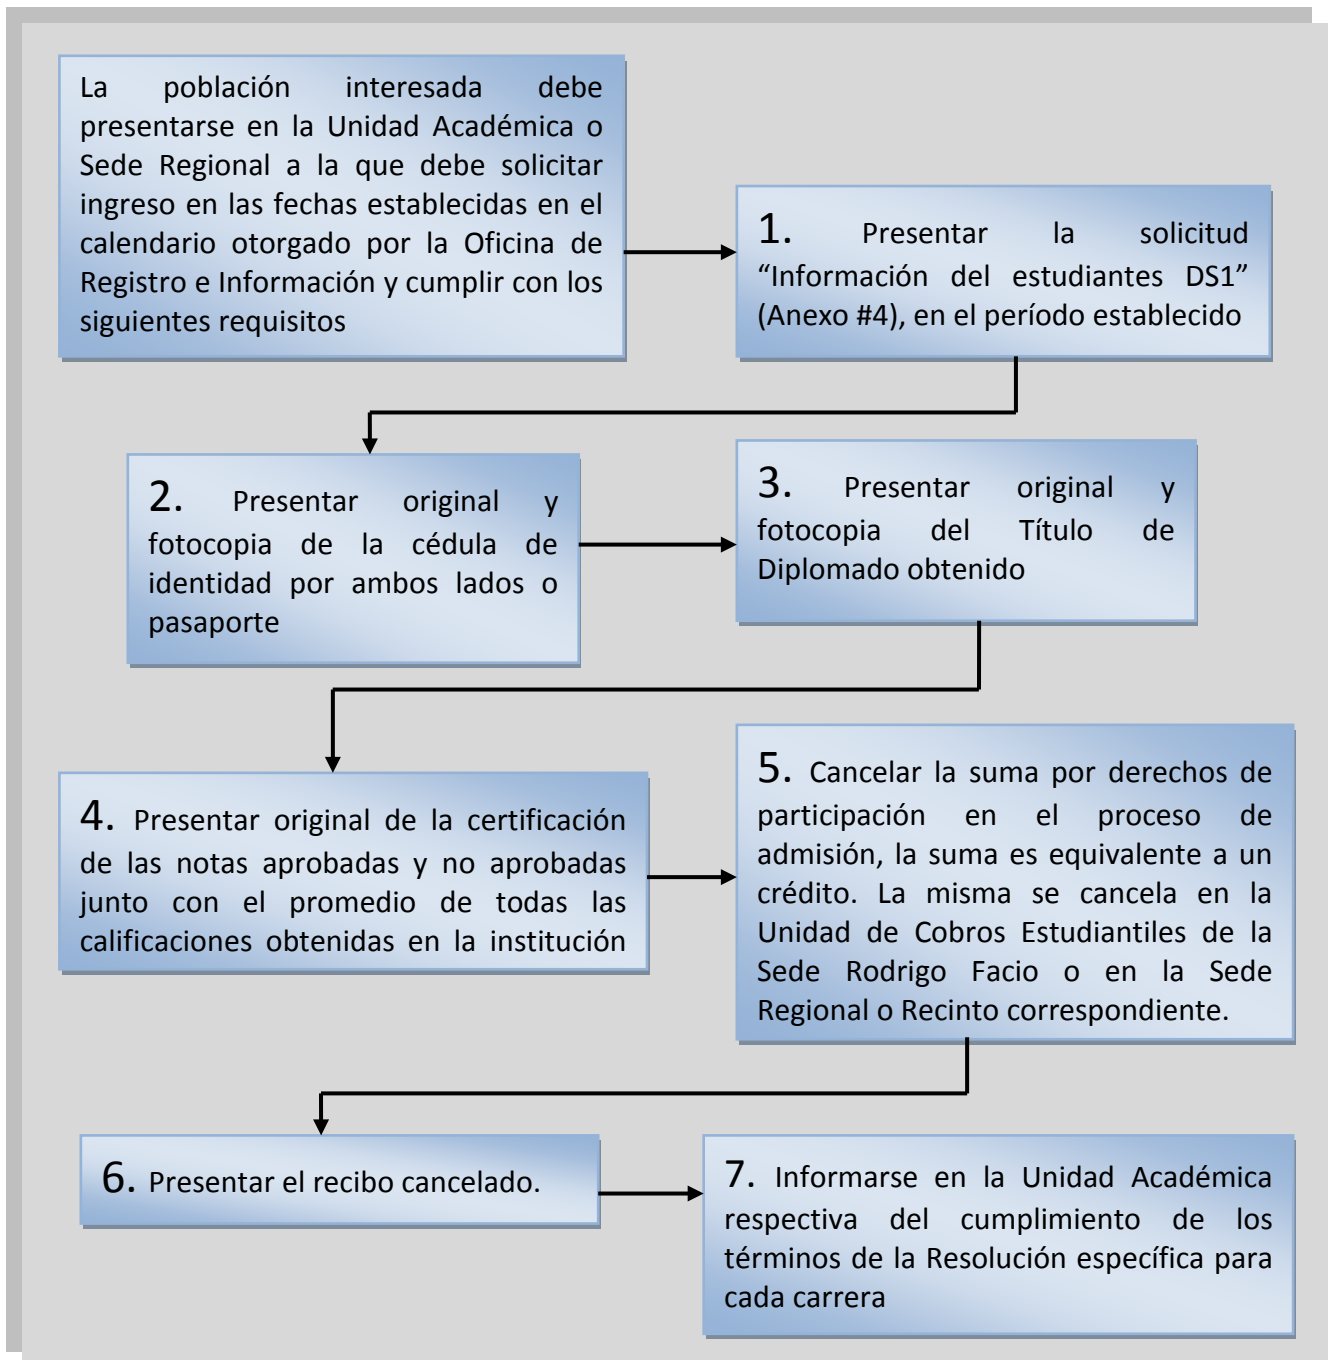 La población interesada debe
presentarse en la Unidad Académica o
Sede Regional a la que debe solicitar
ingreso en las fechas establecidas en el
calendario otorgado por la Oficina de
Registro e Información y cumplir con los
siguientes requisitos
1. Presentar la solicitud
“Información del estudiantes DS1”
(Anexo #4), en el período establecido
2. Presentar original y
fotocopia de la cédula de
identidad por ambos lados o
pasaporte
3. Presentar original y
fotocopia del Título de
Diplomado obtenido
4. Presentar original de la certificación
de las notas aprobadas y no aprobadas
junto con el promedio de todas las
calificaciones obtenidas en la institución
5. Cancelar la suma por derechos de
participación en el proceso de
admisión, la suma es equivalente a un
crédito. La misma se cancela en la
Unidad de Cobros Estudiantiles de la
Sede Rodrigo Facio o en la Sede
Regional o Recinto correspondiente.
6. Presentar el recibo cancelado.
7. Informarse en la Unidad Académica
respectiva del cumplimiento de los
términos de la Resolución específica para
cada carrera